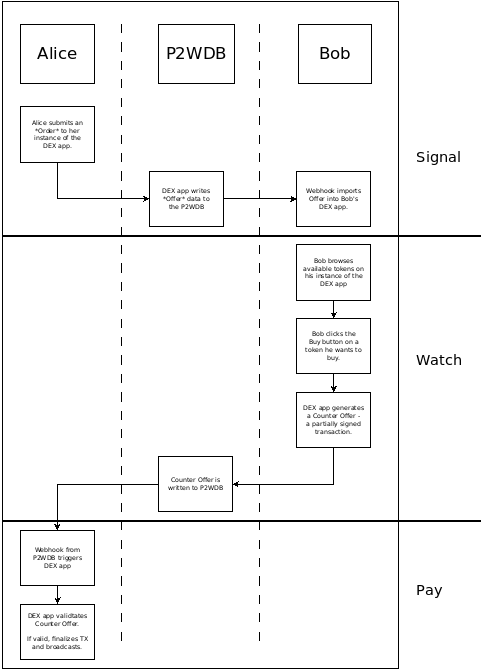 Alice
P2WDB
Bob
Alice submits an
*Order* to her
instance of the
DEX app.
Signal
DEX app writes
*Offer* data to
the P2WDB
Webhook imports
Offer into Bob's
DEX app.
Bob browses
available tokens on
his instance of the
DEX app
Bob clicks the
Buy button on a
token he wants to
buy.
Watch
DEX app generates
a Counter Offer -
a partially signed
transaction.
Counter Offer is
written to P2WDB
Webhook from
P2WDB triggers
DEX app
Pay
DEX app validtates
Counter Offer.
If valid, finalizes TX
and broadcasts.